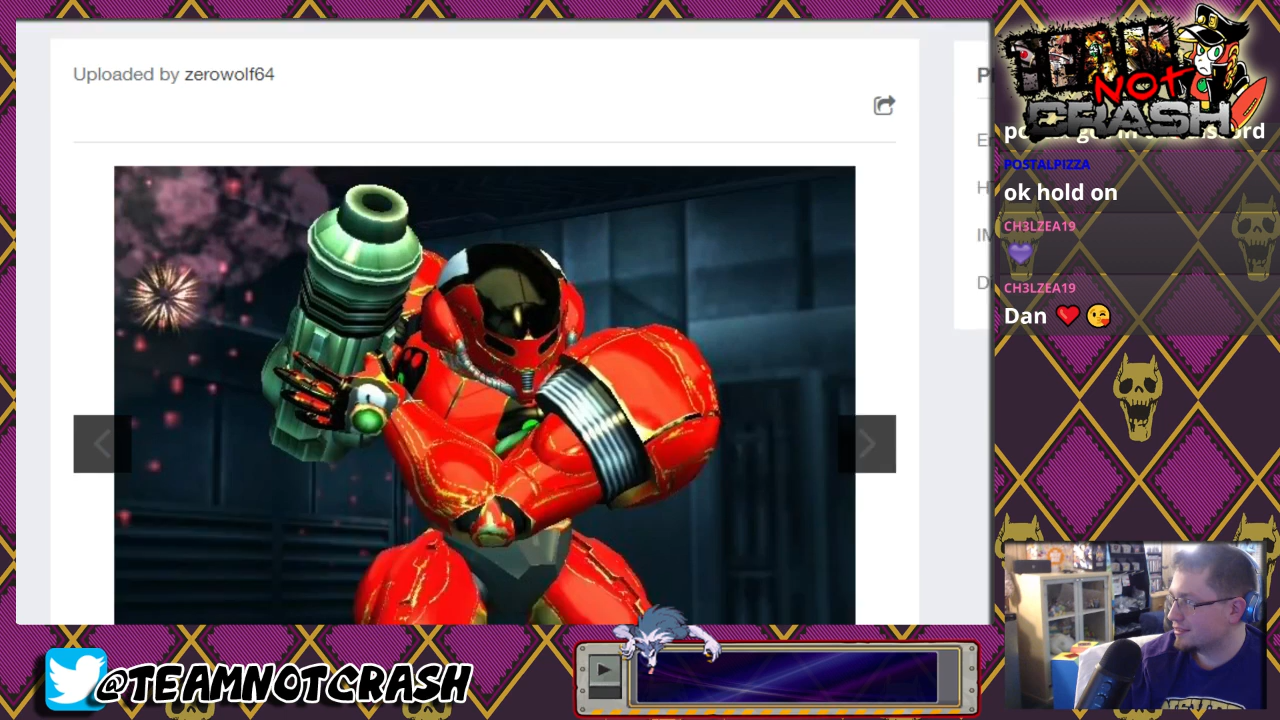 Uploaded by zerowolf64
TEAM
NOT
CRASH
POSTALPIZZA
ok hold on
CH3LZEA19
CH3LZEA19
Dan ❤️ 😘
@TEAMNOTCRASH